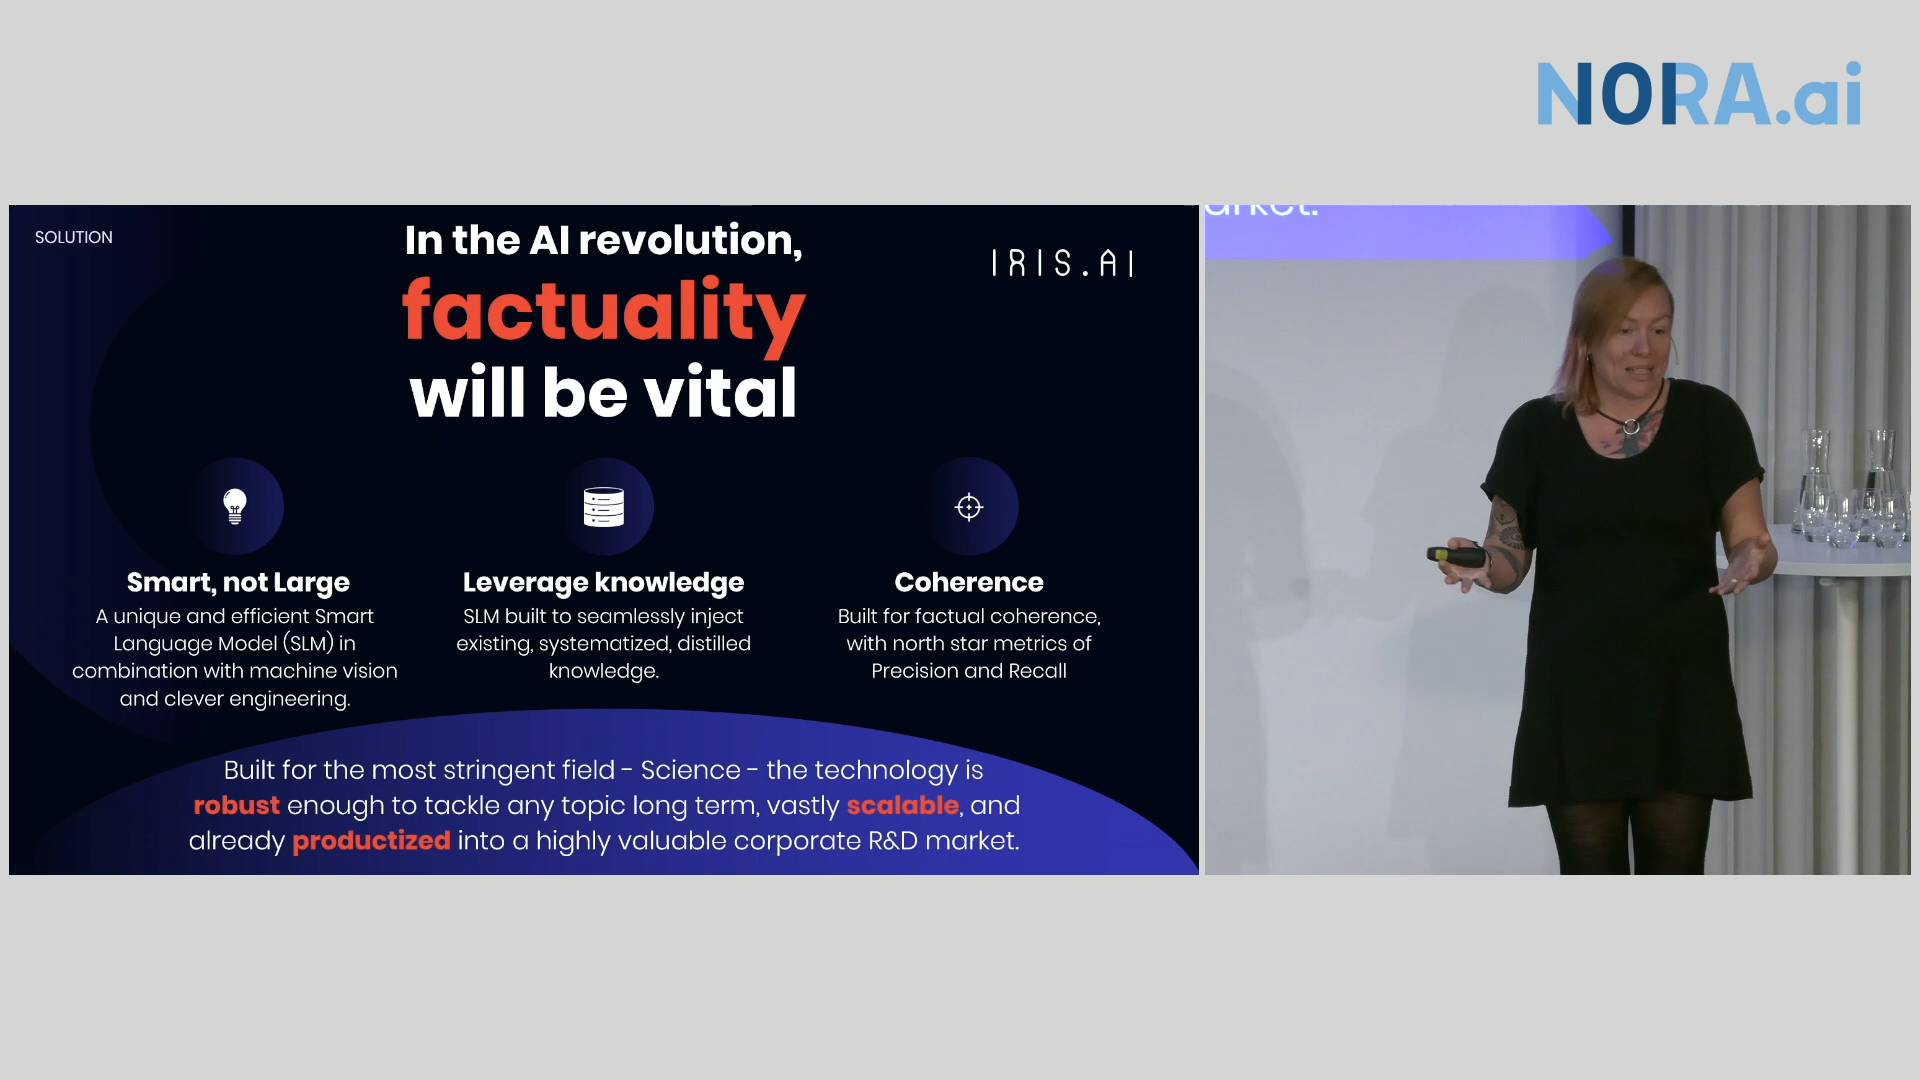 NORA.ai
SOLUTION
In the AI revolution,
factuality
will be vital
IRIS.AI
Smart, not Large
A unique and efficient Smart
Language Model (SLM) in
combination with machine vision
and clever engineering.
Leverage knowledge
SLM built to seamlessly inject
existing, systematized, distilled
knowledge.
Coherence
Built for factual coherence,
with north star metrics of
Precision and Recall
Built for the most stringent field - Science - the technology is
robust enough to tackle any topic long term, vastly scalable, and
already productized into a highly valuable corporate R&D market.